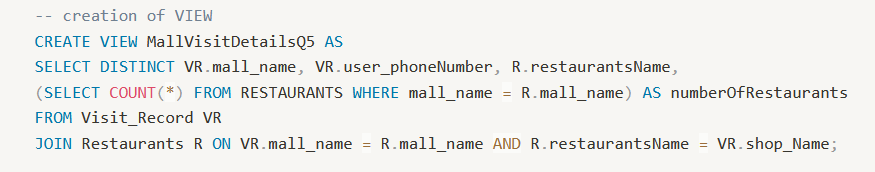 -- creation of VIEW
CREATE VIEW MallVisitDetailsQ5 AS
SELECT DISTINCT VR.mall_name, VR.user_phoneNumber, R.restaurantsName,
(SELECT COUNT(*) FROM RESTAURANTS WHERE mall_name = R.mall_name) AS numberOfRestaurants
FROM Visit_Record VR
JOIN Restaurants R ON VR.mall_name = R.mall_name AND R.restaurantsName = VR.shop_Name;